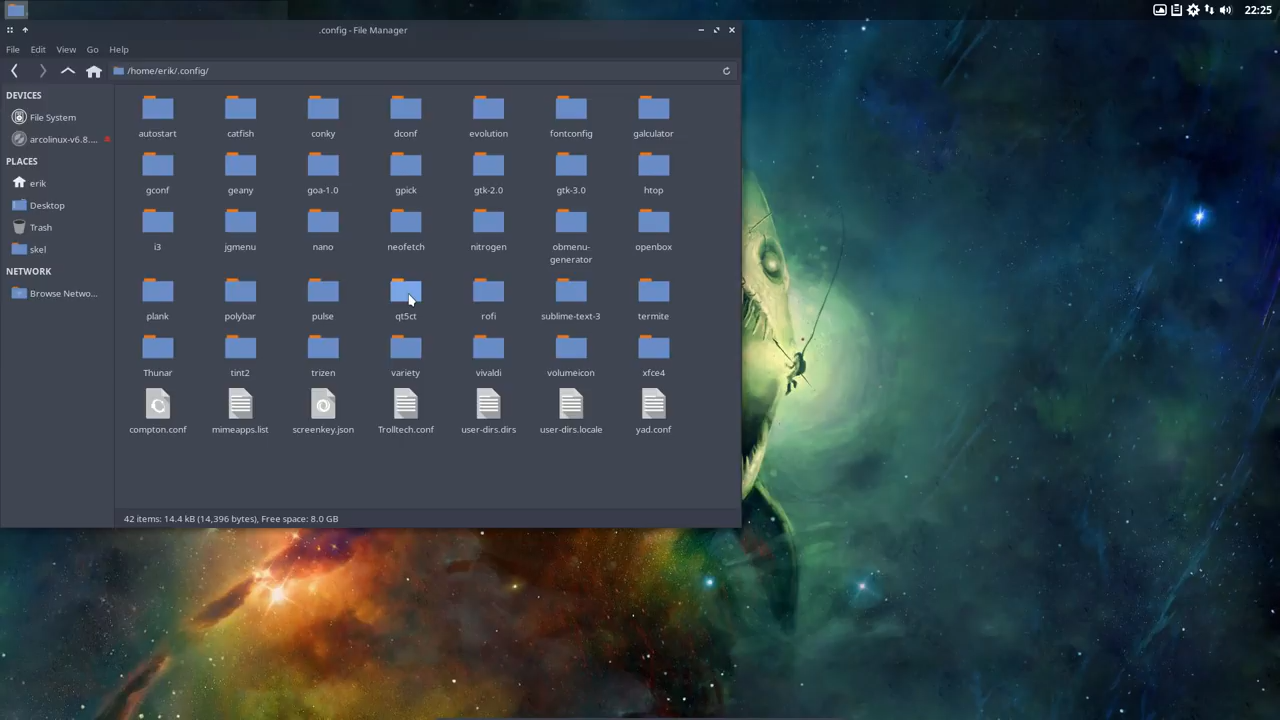 22:25
.config - File Manager
File Edit View Go Help
/home/erik/.config/
DEVICES
File System
arcolinux-v6.8....
PLACES
erik
Desktop
Trash
skel
NETWORK
Browse Netwo...
autostart catfish conky dconf evolution fontconfig galculator
gconf geany goa-1.0 gpick gtk-2.0 gtk-3.0 htop
i3 jgmenu nano neofetch nitrogen obmenu-generator openbox
plank polybar pulse qt5ct rofi sublime-text-3 termite
Thunar tint2 trizen variety vivaldi volumeicon xfce4
compton.conf mimeapps.list screenkey.json Trolltech.conf user-dirs.dirs user-dirs.locale yad.conf
42 items: 14.4 kB (14,396 bytes), Free space: 8.0 GB